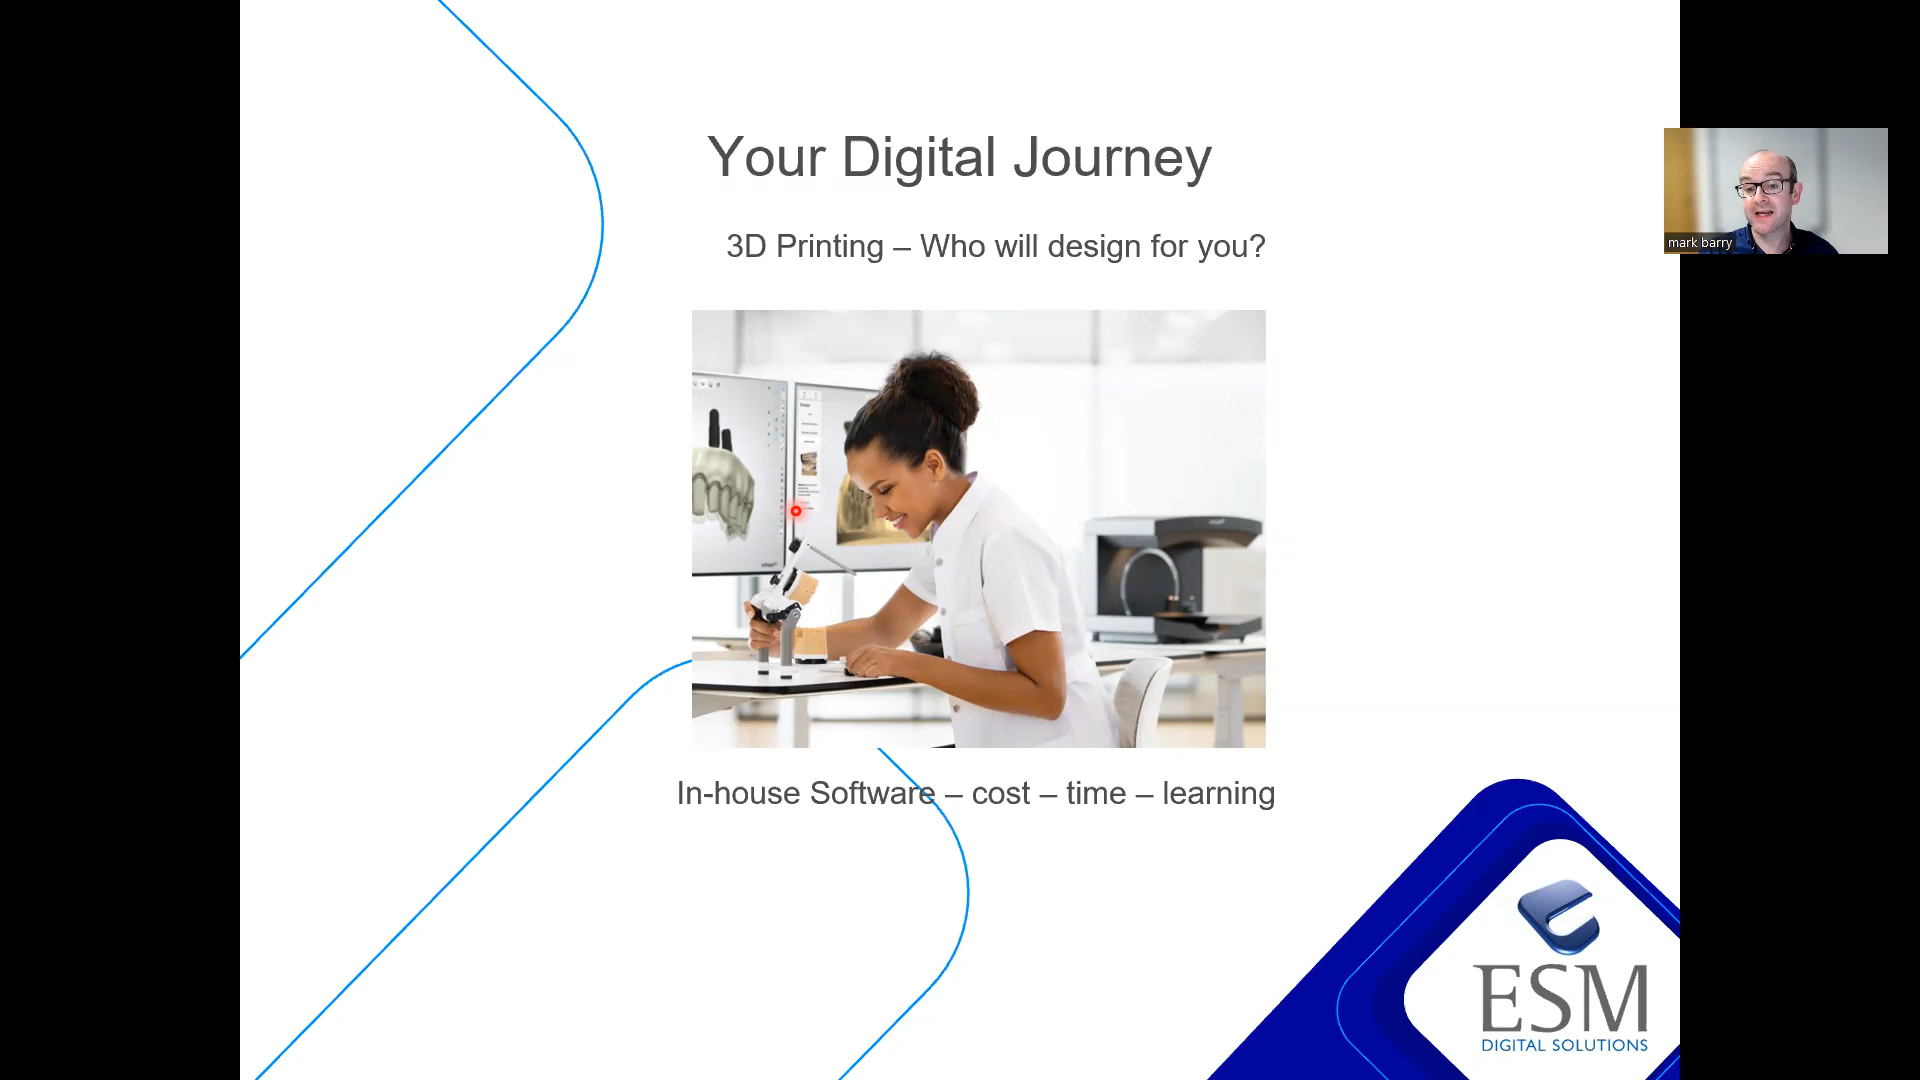 Your Digital Journey
3D Printing – Who will design for you?
mark barry
In-house Software – cost – time – learning
ESM
DIGITAL SOLUTIONS